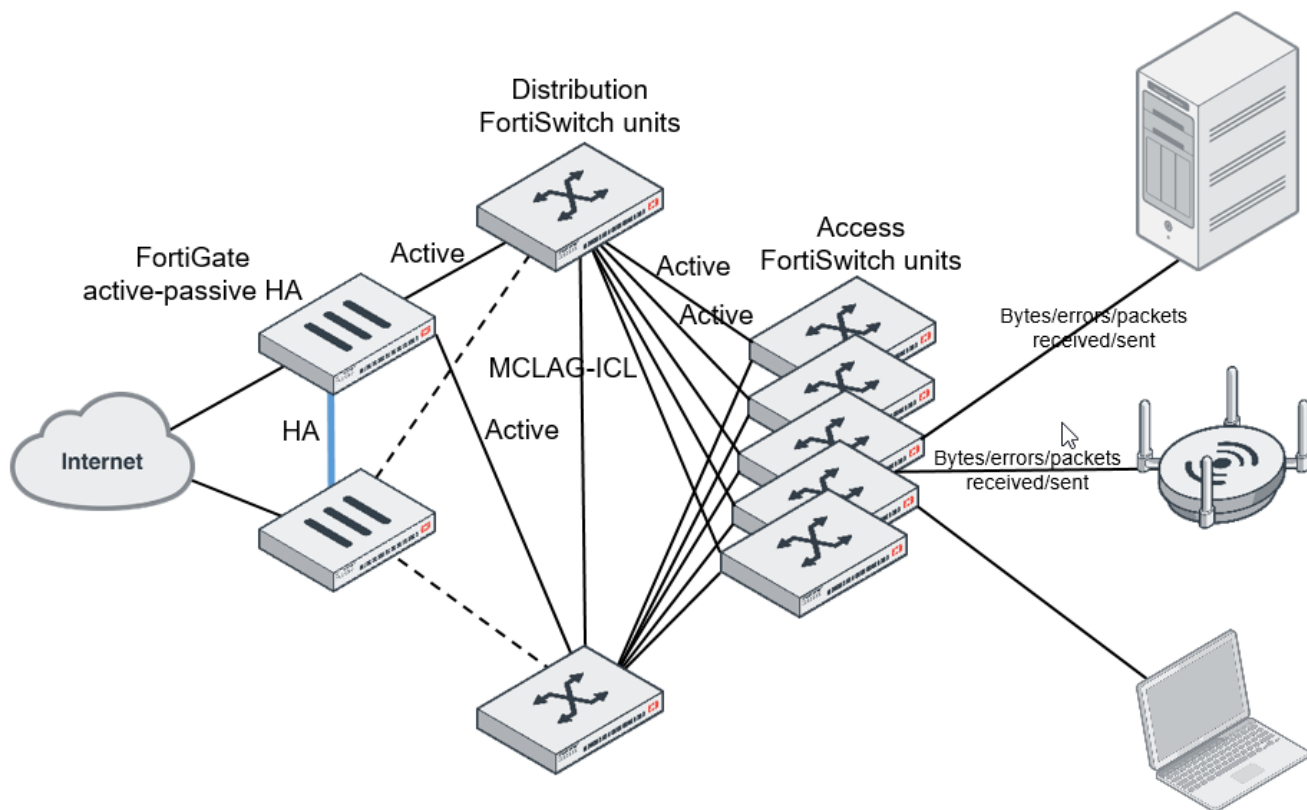 Distribution
FortiSwitch units
FortiGate
active-passive HA
Active
Access
FortiSwitch units
Active
Active
Bytes/errors/packets
received/sent
MCLAG-ICL
HA
Active
Internet
Bytes/errors/packets
received/sent